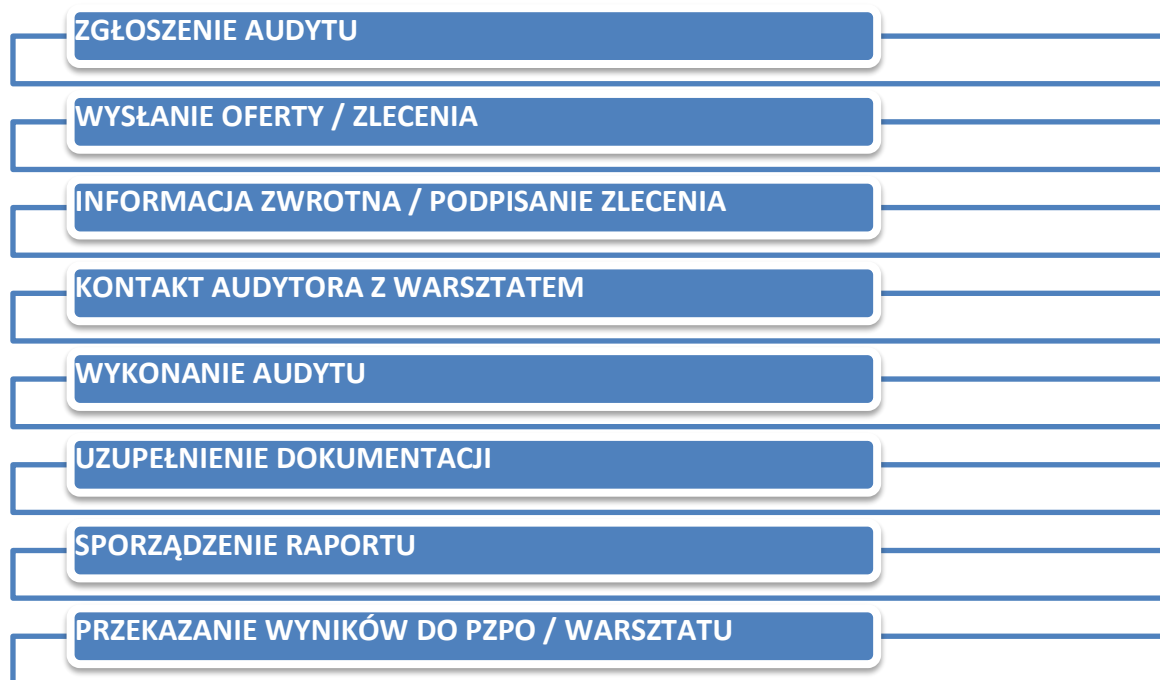 ZGŁOSZENIE AUDYTU
WYSŁANIE OFERTY / ZLECENIA
INFORMACJA ZWROTNA / PODPISANIE ZLECENIA
KONTAKT AUDYTORA Z WARSZTATEM
WYKONANIE AUDYTU
UZUPEŁNIENIE DOKUMENTACJI
SPORZĄDZENIE RAPORTU
PRZEKAZANIE WYNIKÓW DO PZPO / WARSZTATU